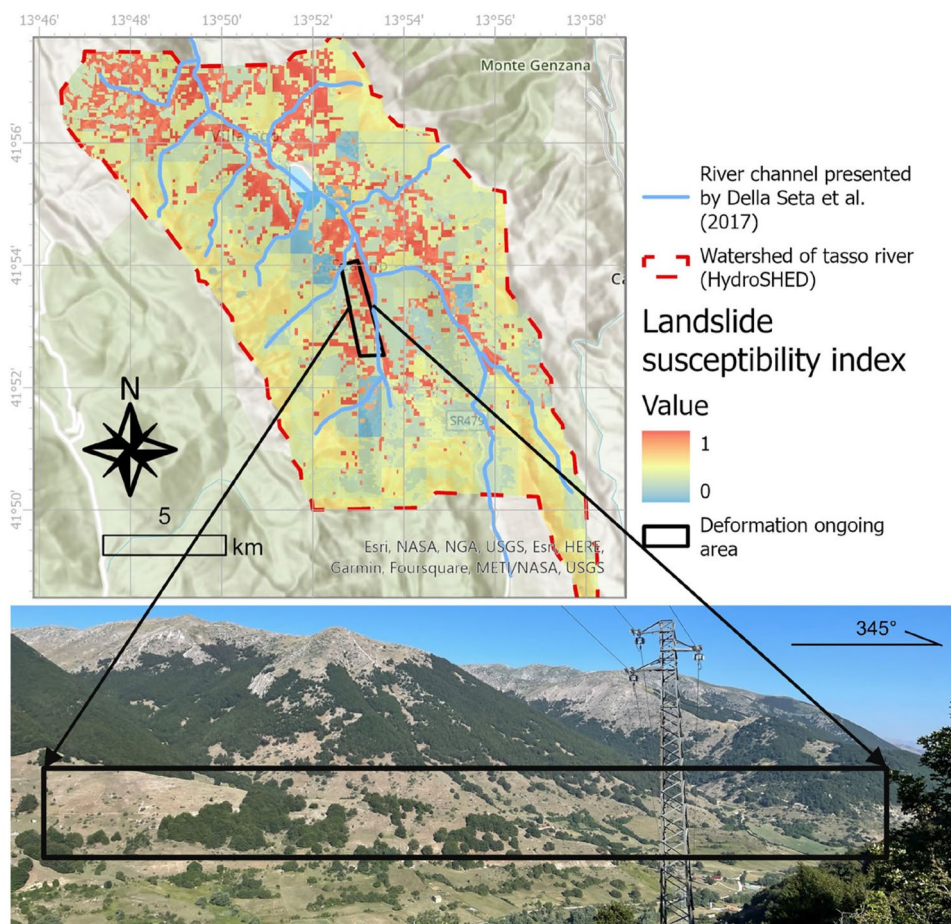 13°46' 13°48' 13°50' 13°52' 13°54' 13°56' 13°58'
Monte Genzana
41°56'
41°54'
41°52'
41°50'
SR479
N
5
km
Esri, NASA, NGA, USGS, Esri, HERE,
Garmin, Foursquare, METI/NASA, USGS
River channel presented
by Della Seta et al.
(2017)
Watershed of tasso river
(HydroSHED)
Landslide
susceptibility index
Value
1
0
Deformation ongoing
area
345°